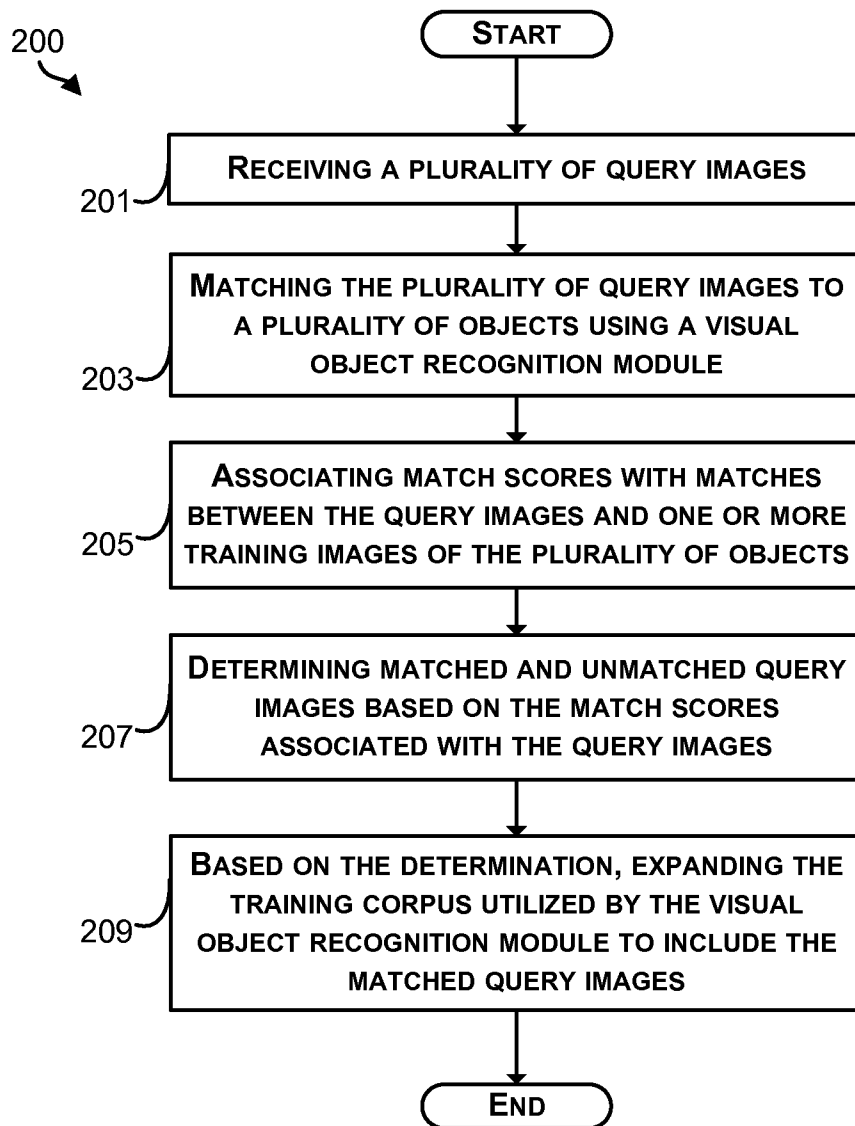 200
START
RECEIVING A PLURALITY OF QUERY IMAGES
201
MATCHING THE PLURALITY OF QUERY IMAGES TO
A PLURALITY OF OBJECTS USING A VISUAL
OBJECT RECOGNITION MODULE
203
ASSOCIATING MATCH SCORES WITH MATCHES
BETWEEN THE QUERY IMAGES AND ONE OR MORE
TRAINING IMAGES OF THE PLURALITY OF OBJECTS
205
DETERMINING MATCHED AND UNMATCHED QUERY
IMAGES BASED ON THE MATCH SCORES
ASSOCIATED WITH THE QUERY IMAGES
207
BASED ON THE DETERMINATION, EXPANDING THE
TRAINING CORPUS UTILIZED BY THE VISUAL
OBJECT RECOGNITION MODULE TO INCLUDE THE
MATCHED QUERY IMAGES
209
END